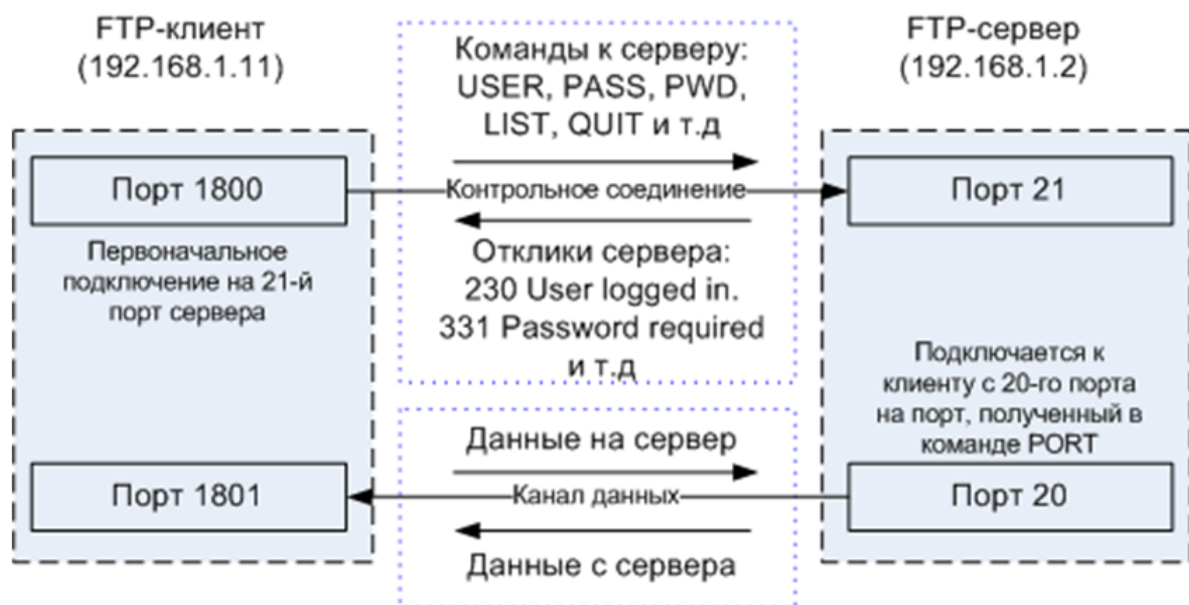 FTP-клиент
(192.168.1.11)
Команды к серверу:
USER, PASS, PWD,
LIST, QUIT и т.д
FTP-сервер
(192.168.1.2)
Порт 1800
Контрольное соединение
Порт 21
Первоначальное
подключение на 21-й
порт сервера
Отклики сервера:
230 User logged in.
331 Password required
и т.д
Подключается к
клиенту с 20-го порта
на порт, полученный в
команде PORT
Данные на сервер
Порт 1801
Канал данных
Порт 20
Данные с сервера